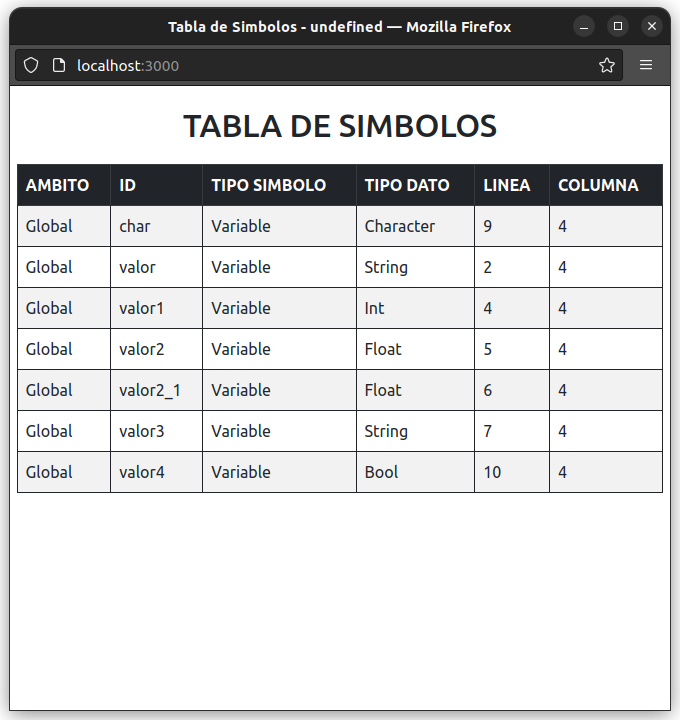 Tabla de Simbolos - undefined — Mozilla Firefox
localhost:3000
TABLA DE SIMBOLOS
AMBITO ID TIPO SIMBOLO TIPO DATO LINEA COLUMNA
Global char Variable Character 9 4
Global valor Variable String 2 4
Global valor1 Variable Int 4 4
Global valor2 Variable Float 5 4
Global valor2_1 Variable Float 6 4
Global valor3 Variable String 7 4
Global valor4 Variable Bool 10 4